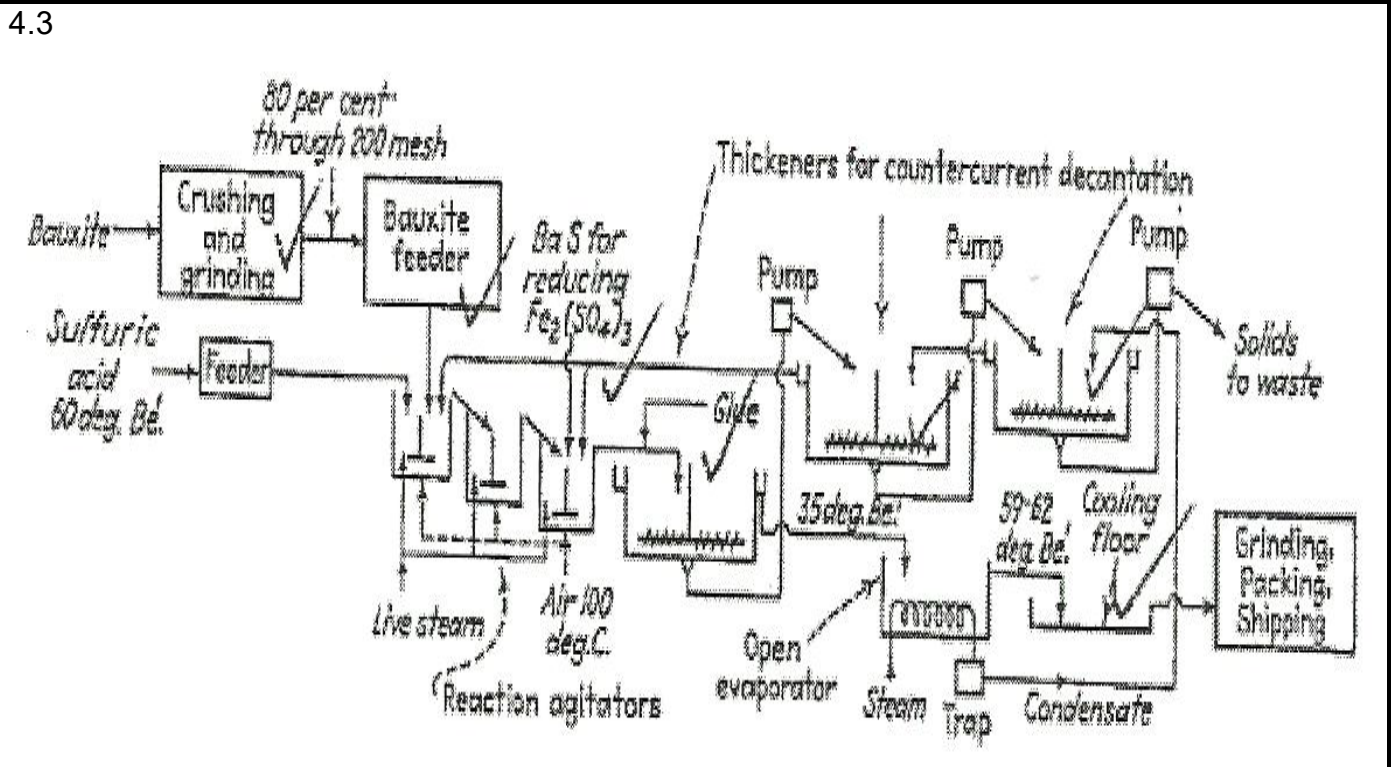 4.3
80 per cent
through 200 mesh
Thickeners for countercurrent decantation
Crushing
and
grinding
Bauxite
feeder
Bauxite
Ba S for
reducing
Fe₂(SO₄)₃
Pump
Pump
Pump
Sulfuric
acid
60 deg. Bé.
Feeder
Solids
to waste
Glue
35 deg. Bé.
59-62
deg. Bé.
Cooling
floor
Grinding,
Packing,
Shipping
Live steam
Air 100
deg. C.
Reaction agitators
Open
evaporator
Steam
Trap
Condensate